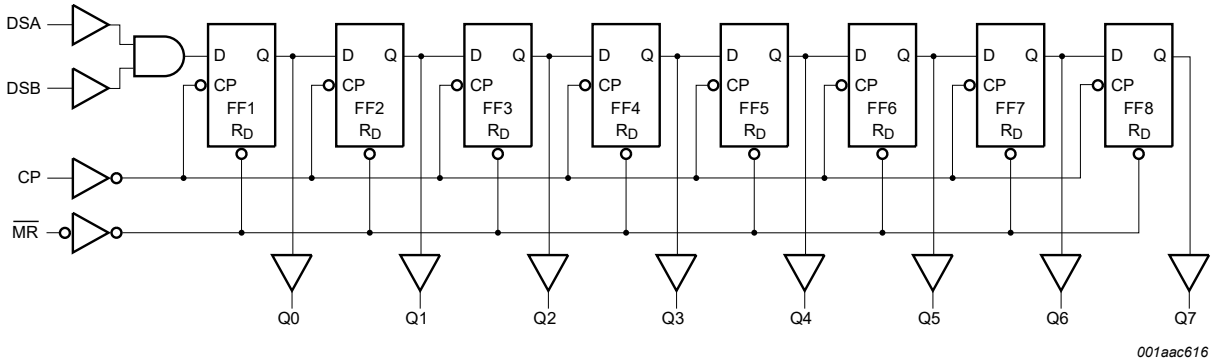 DSA
DSB
D Q D Q D Q D Q D Q D Q D Q D Q
CP CP CP CP CP CP CP CP
FF1 FF2 FF3 FF4 FF5 FF6 FF7 FF8
RD RD RD RD RD RD RD RD
CP
MR
Q0 Q1 Q2 Q3 Q4 Q5 Q6 Q7
001aac616